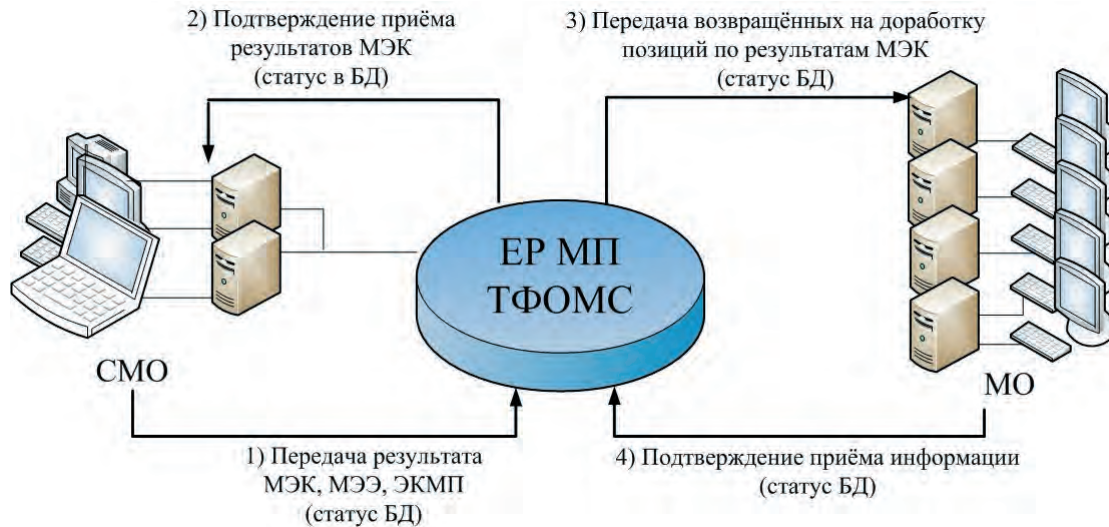 2) Подтверждение приёма
результатов МЭК
(статус в БД)
3) Передача возвращённых на доработку
позиций по результатам МЭК
(статус БД)
ЕР МП
ТФОМС
СМО
МО
1) Передача результата
МЭК, МЭЭ, ЭКМП
(статус БД)
4) Подтверждение приёма информации
(статус БД)